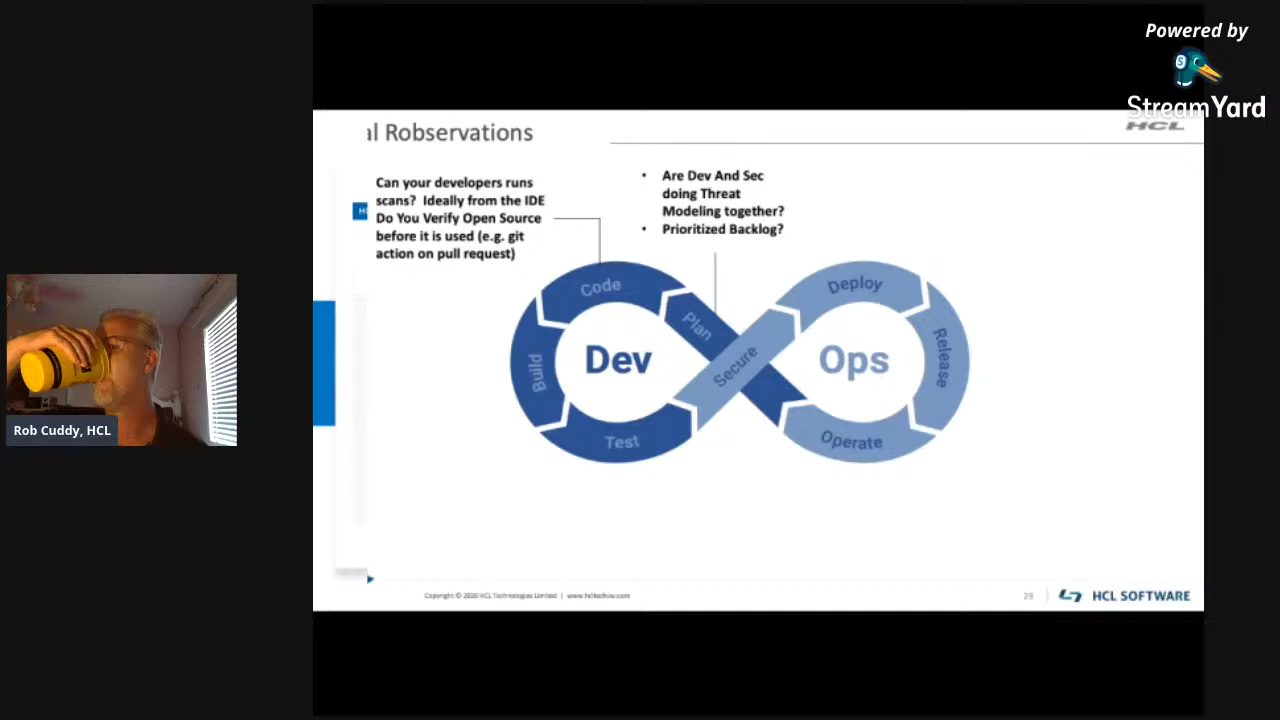 Powered by
StreamYard
HCL
al Robservations
Can your developers runs
scans? Ideally from the IDE
Do You Verify Open Source
before it is used (e.g. git
action on pull request)
• Are Dev And Sec
doing Threat
Modeling together?
• Prioritized Backlog?
Code
Plan
Build
Dev
Test
Secure
Deploy
Release
Ops
Operate
Rob Cuddy, HCL
Copyright © 2020 HCL Technologies Limited | www.hcltechsw.com
29
HCL SOFTWARE